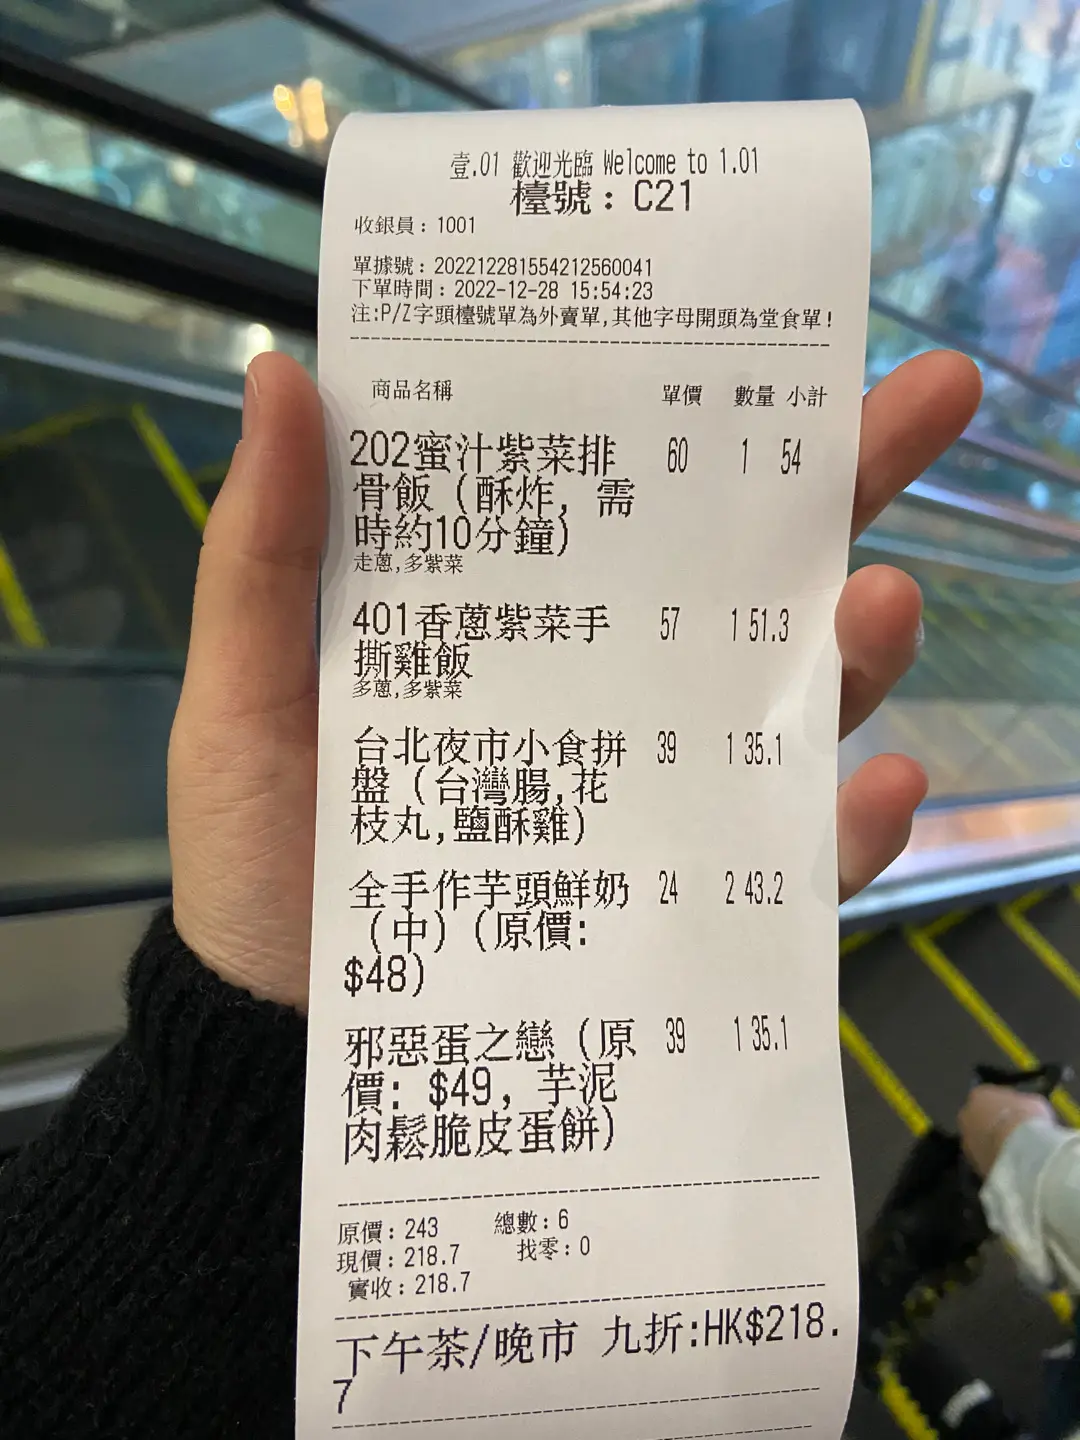 壹.01 歡迎光臨 Welcome to 1.01
檯號：C21
收銀員：1001
單據號：202212281554212560041
下單時間：2022-12-28 15:54:23
注:P/Z字頭檯號單為外賣單,其他字母開頭為堂食單!
商品名稱 單價 數量 小計
202蜜汁紫菜排 60 1 54
骨飯（酥炸, 需
時約10分鐘）
走蔥,多紫菜
401香蔥紫菜手 57 1 51.3
撕雞飯
多蔥,多紫菜
台北夜市小食拼 39 1 35.1
盤（台灣腸,花
枝丸,鹽酥雞）
全手作芋頭鮮奶 24 2 43.2
（中）（原價:
$48）
邪惡蛋之戀（原 39 1 35.1
價: $49, 芋泥
肉鬆脆皮蛋餅）
原價：243 總數：6
現價：218.7 找零：0
實收：218.7
下午茶/晚市 九折:HK$218.
7